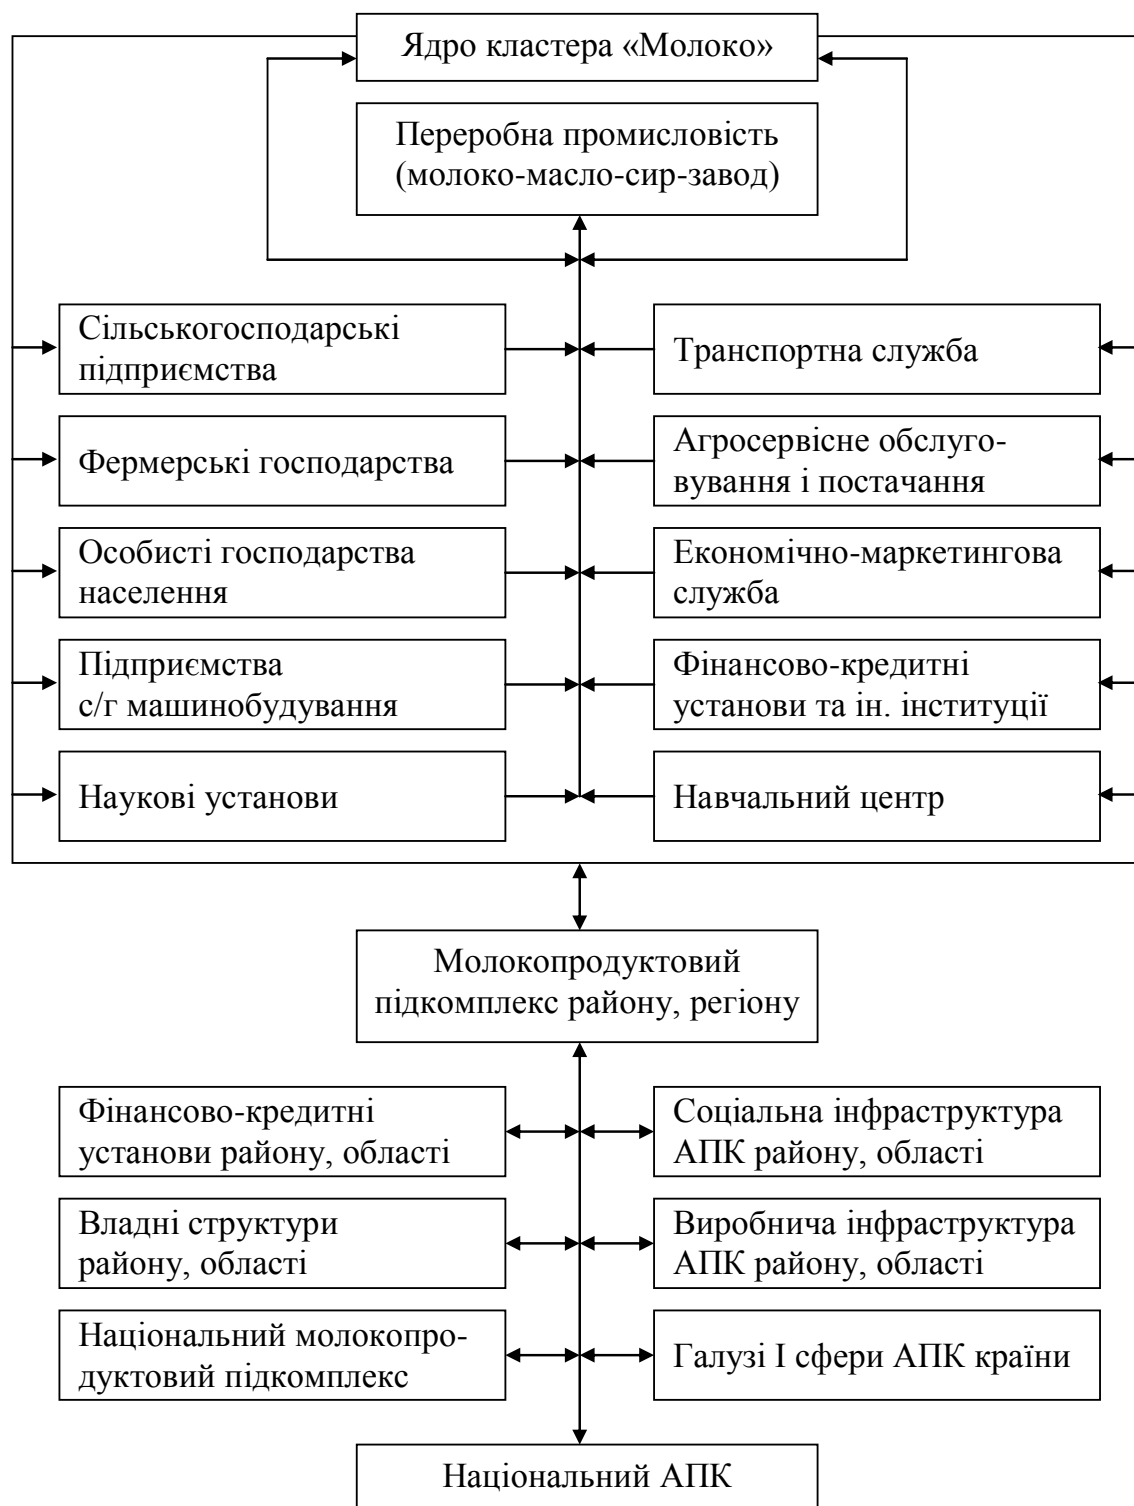 Ядро кластера «Молоко»
Переробна промисловість
(молоко-масло-сир-завод)
Сільськогосподарські
підприємства
Транспортна служба
Фермерські господарства
Агросервісне обслуго-
вування і постачання
Особисті господарства
населення
Економічно-маркетингова
служба
Підприємства
с/г машинобудування
Фінансово-кредитні
установи та ін. інституції
Наукові установи
Навчальний центр
Молокопродуктовий
підкомплекс району, регіону
Фінансово-кредитні
установи району, області
Соціальна інфраструктура
АПК району, області
Владні структури
району, області
Виробнича інфраструктура
АПК району, області
Національний молокопро-
дуктовий підкомплекс
Галузі І сфери АПК країни
Національний АПК